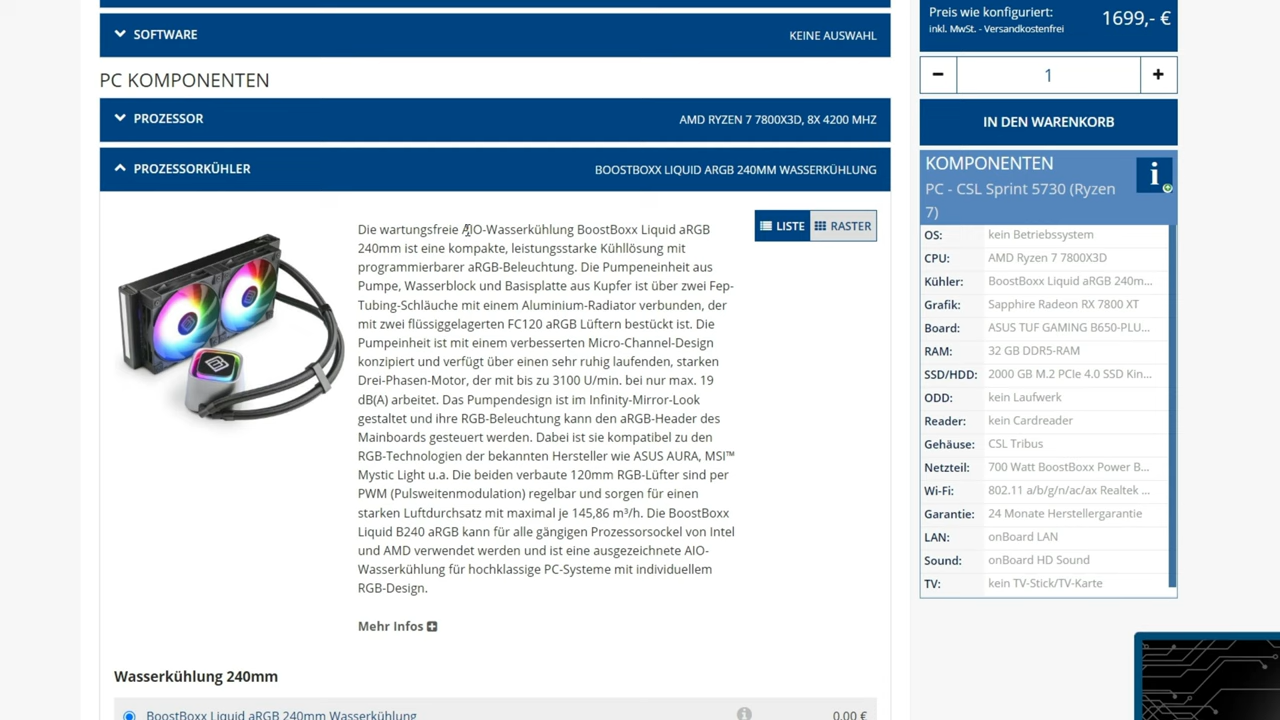 SOFTWARE
KEINE AUSWAHL
PC KOMPONENTEN
PROZESSOR
AMD RYZEN 7 7800X3D, 8X 4200 MHZ
PROZESSORKÜHLER
BOOSTBOXX LIQUID ARGB 240MM WASSERKÜHLUNG
LISTE
RASTER
Die wartungsfreie AIO-Wasserkühlung BoostBoxx Liquid aRGB
240mm ist eine kompakte, leistungsstarke Kühllösung mit
programmierbarer aRGB-Beleuchtung. Die Pumpeneinheit aus
Pumpe, Wasserblock und Basisplatte aus Kupfer ist über zwei Fep-
Tubing-Schläuche mit einem Aluminium-Radiator verbunden, der
mit zwei flüssiggelagerten FC120 aRGB Lüftern bestückt ist. Die
Pumpeinheit ist mit einem verbesserten Micro-Channel-Design
konzipiert und verfügt über einen sehr ruhig laufenden, starken
Drei-Phasen-Motor, der mit bis zu 3100 U/min. bei nur max. 19
dB(A) arbeitet. Das Pumpendesign ist im Infinity-Mirror-Look
gestaltet und ihre RGB-Beleuchtung kann den aRGB-Header des
Mainboards gesteuert werden. Dabei ist sie kompatibel zu den
RGB-Technologien der bekannten Hersteller wie ASUS AURA, MSI™
Mystic Light u.a. Die beiden verbaute 120mm RGB-Lüfter sind per
PWM (Pulsweitenmodulation) regelbar und sorgen für einen
starken Luftdurchsatz mit maximal je 145,86 m³/h. Die BoostBoxx
Liquid B240 aRGB kann für alle gängigen Prozessorsockel von Intel
und AMD verwendet werden und ist eine ausgezeichnete AIO-
Wasserkühlung für hochklassige PC-Systeme mit individuellem
RGB-Design.
Mehr Infos
Wasserkühlung 240mm
BoostBoxx Liquid aRGB 240mm Wasserkühlung
0.00 €
Preis wie konfiguriert:
1699,- €
inkl. MwSt. - Versandkostenfrei
− 1 +
IN DEN WARENKORB
KOMPONENTEN
PC - CSL Sprint 5730 (Ryzen
7)
OS: kein Betriebssystem
CPU: AMD Ryzen 7 7800X3D
Kühler: BoostBoxx Liquid aRGB 240m...
Grafik: Sapphire Radeon RX 7800 XT
Board: ASUS TUF GAMING B650-PLU...
RAM: 32 GB DDR5-RAM
SSD/HDD: 2000 GB M.2 PCIe 4.0 SSD Kin...
ODD: kein Laufwerk
Reader: kein Cardreader
Gehäuse: CSL Tribus
Netzteil: 700 Watt BoostBoxx Power B...
Wi-Fi: 802.11 a/b/g/n/ac/ax Realtek ...
Garantie: 24 Monate Herstellergarantie
LAN: onBoard LAN
Sound: onBoard HD Sound
TV: kein TV-Stick/TV-Karte